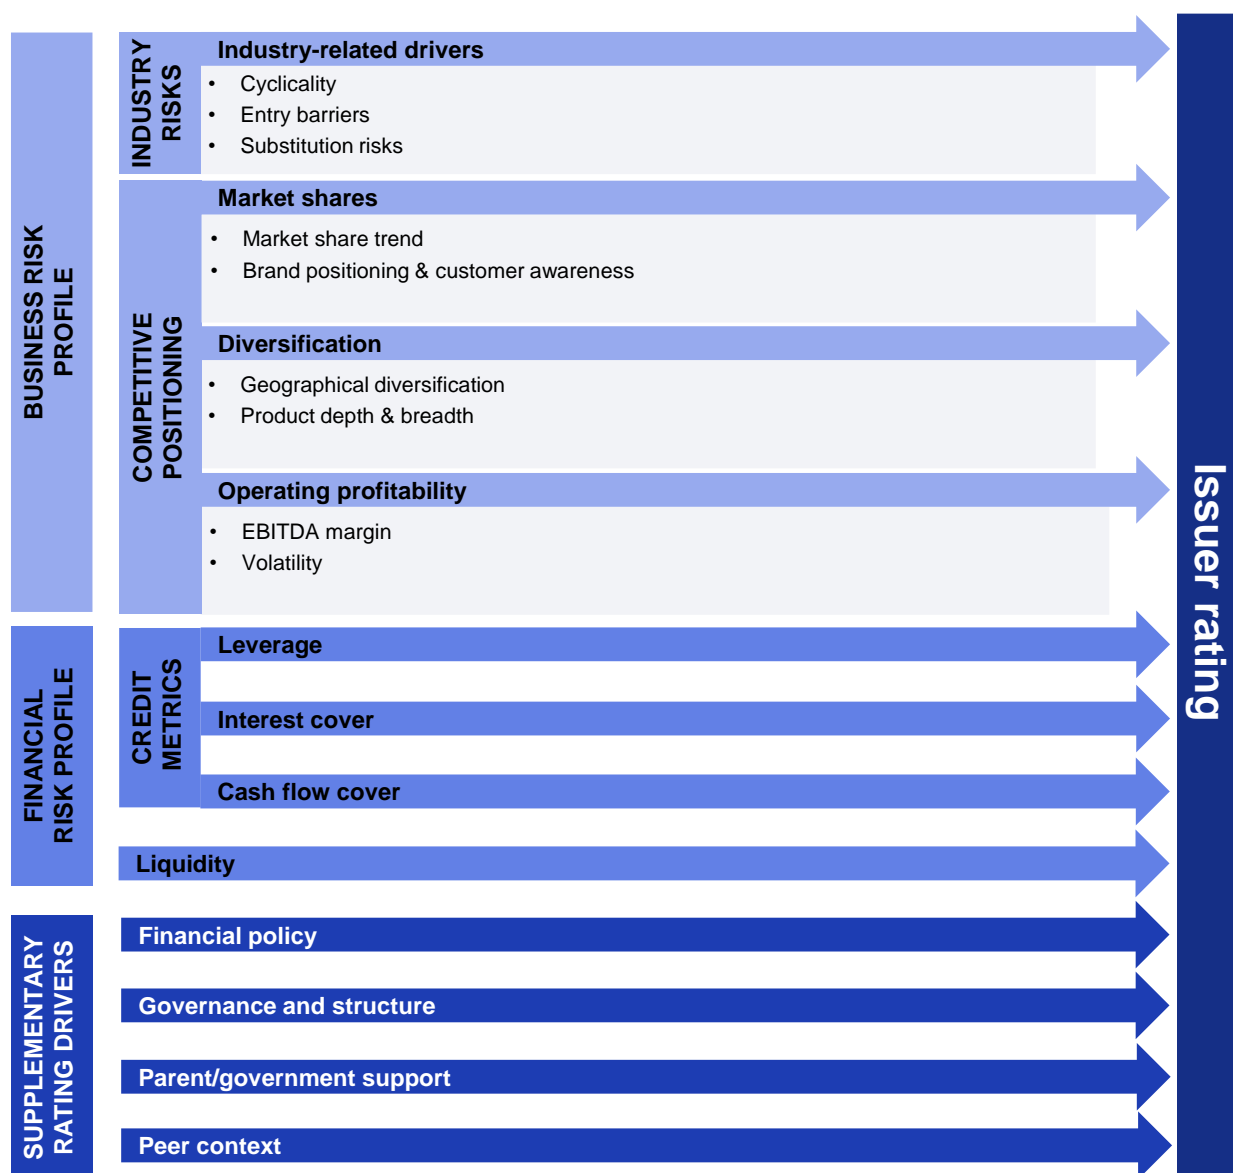 BUSINESS RISK
PROFILE
INDUSTRY
RISKS
Industry-related drivers
• Cyclicality
• Entry barriers
• Substitution risks
COMPETITIVE
POSITIONING
Market shares
• Market share trend
• Brand positioning & customer awareness
Diversification
• Geographical diversification
• Product depth & breadth
Operating profitability
• EBITDA margin
• Volatility
FINANCIAL
RISK PROFILE
CREDIT
METRICS
Leverage
Interest cover
Cash flow cover
Liquidity
SUPPLEMENTARY
RATING DRIVERS
Financial policy
Governance and structure
Parent/government support
Peer context
Issuer rating